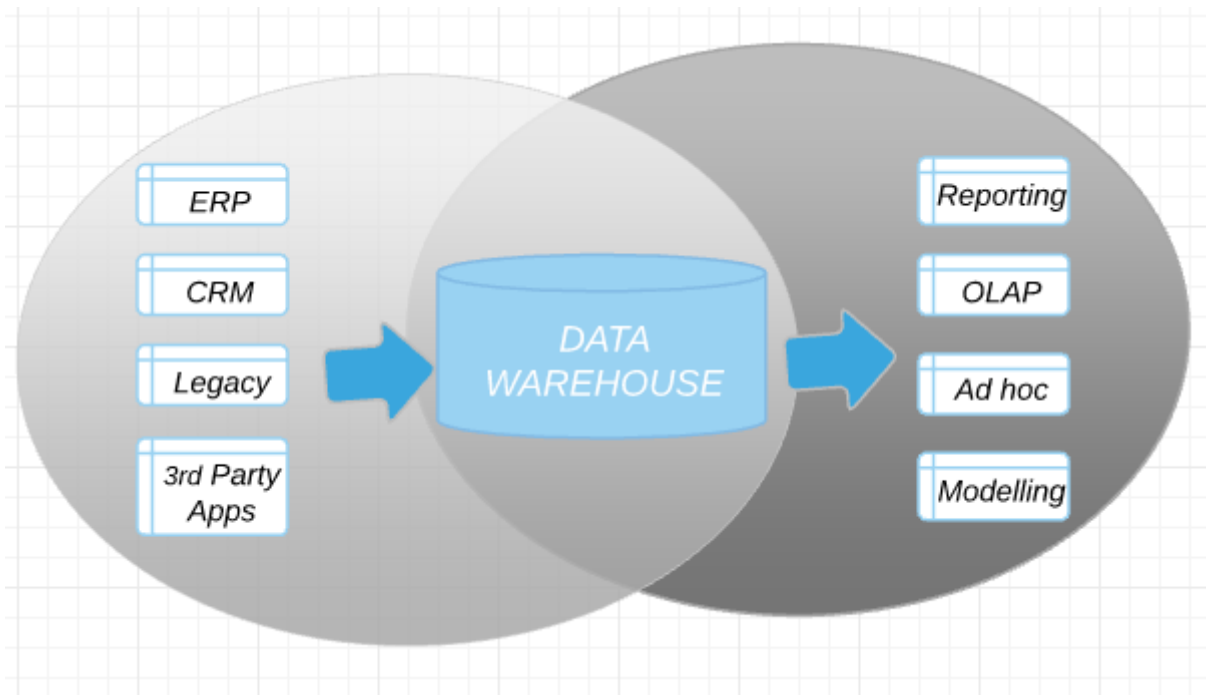 ERP
CRM
Legacy
3rd Party
Apps
DATA
WAREHOUSE
Reporting
OLAP
Ad hoc
Modelling